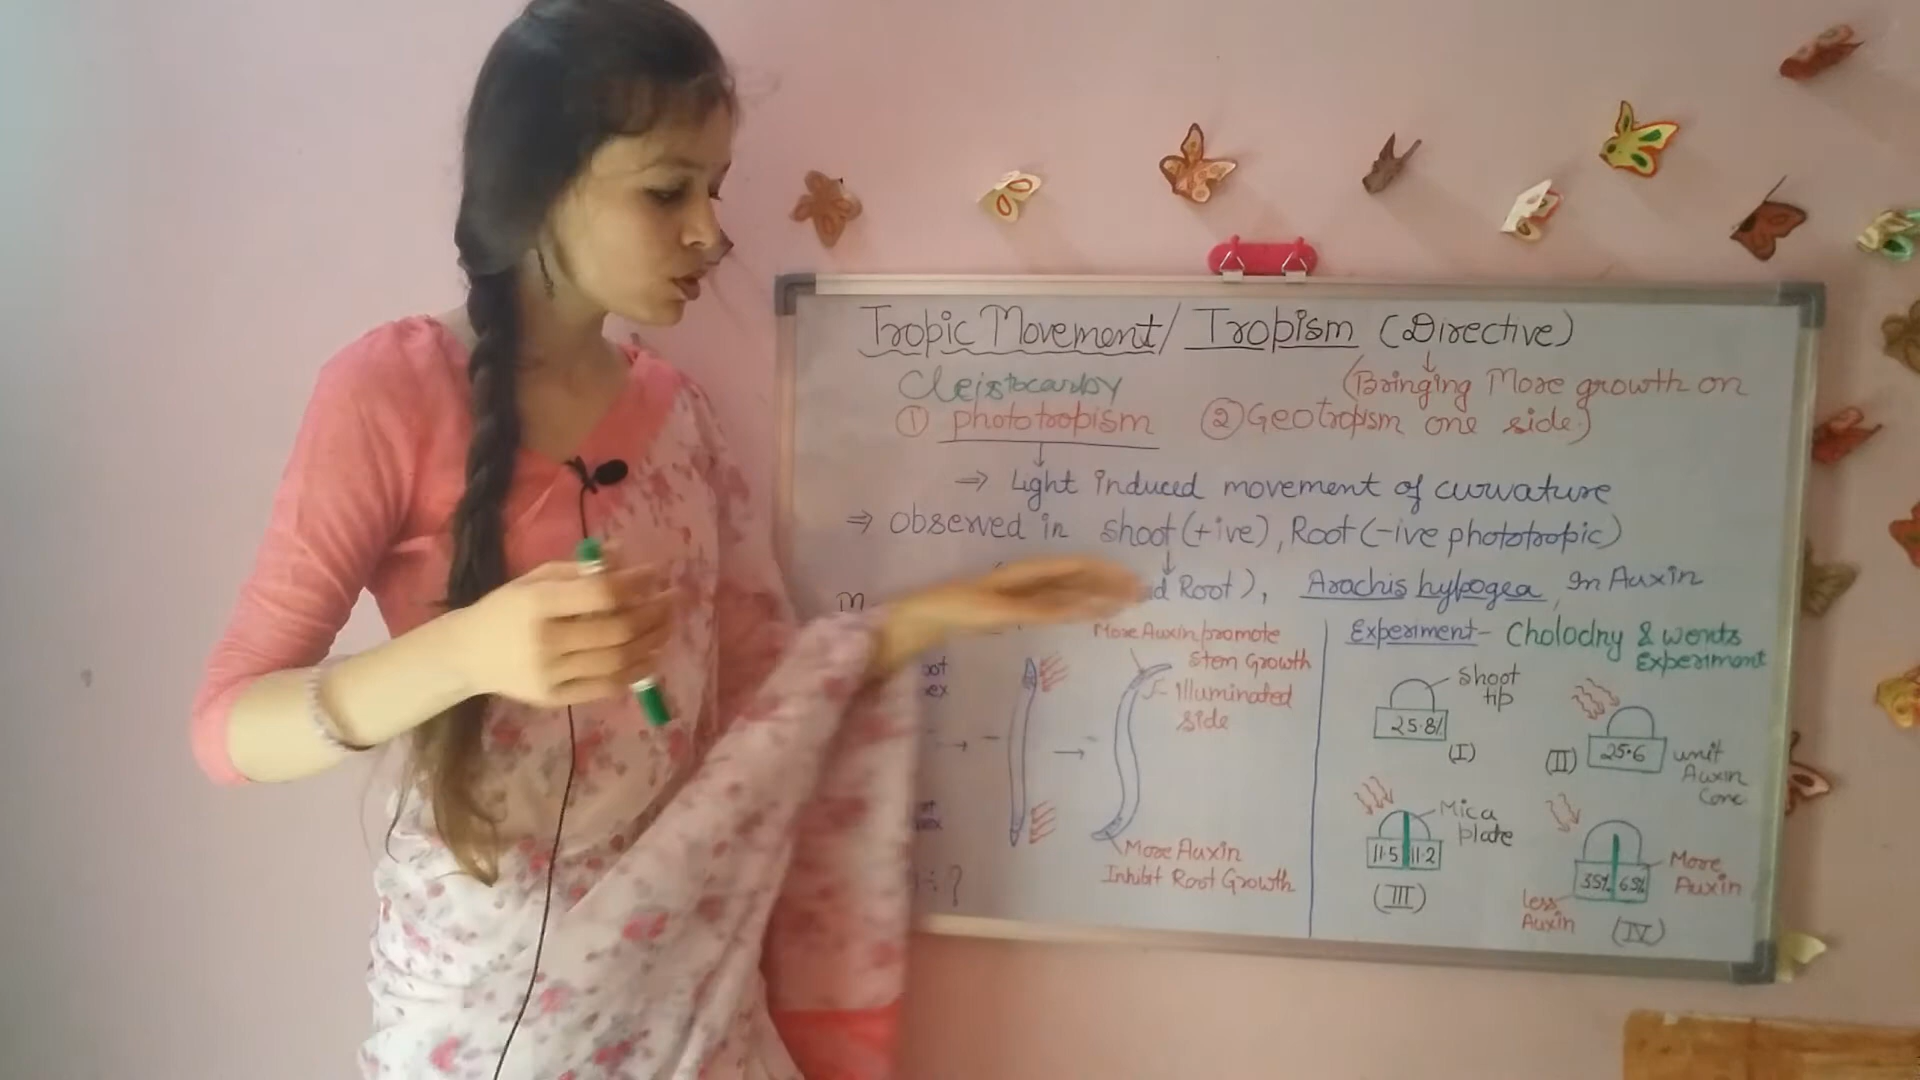 Tropic Movement/ Tropism (Directive)
Cleistocarby
(Bringing More growth on
one side)
① phototropism ② Geotropism
⇒ Light induced movement of curvature
⇒ Observed in shoot (+ive), Root (-ive phototropic)
Root), Arachis hypogea, In Auxin
More Auxin promote
Stem Growth
Illuminated
side
More Auxin
Inhibit Root Growth
Experiment- Cholodny & wents
Experiment
Shoot
tip
25.8
(I)
25.6
(II)
unit
Auxin
Mica
plate
11.5 11.2
(III)
35% 65%
More
Auxin
less
Auxin
(IV)